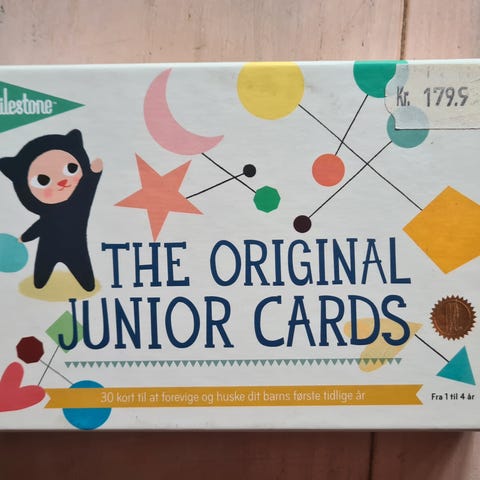 ilestone™
Kr. 179.9
THE ORIGINAL
JUNIOR CARDS
30 kort til at forevige og huske dit barns første tidlige år
Fra 1 til 4 år